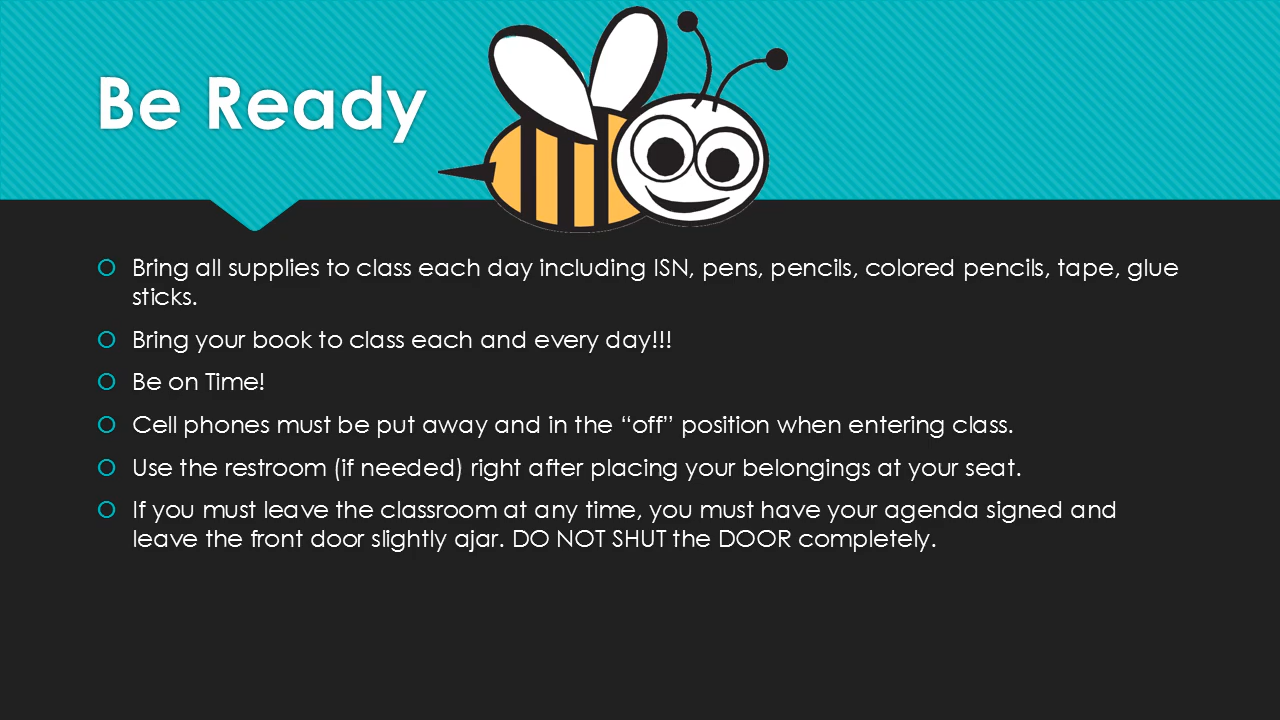 Be Ready
Bring all supplies to class each day including ISN, pens, pencils, colored pencils, tape, glue
sticks.
Bring your book to class each and every day!!!
Be on Time!
Cell phones must be put away and in the “off” position when entering class.
Use the restroom (if needed) right after placing your belongings at your seat.
If you must leave the classroom at any time, you must have your agenda signed and
leave the front door slightly ajar. DO NOT SHUT the DOOR completely.